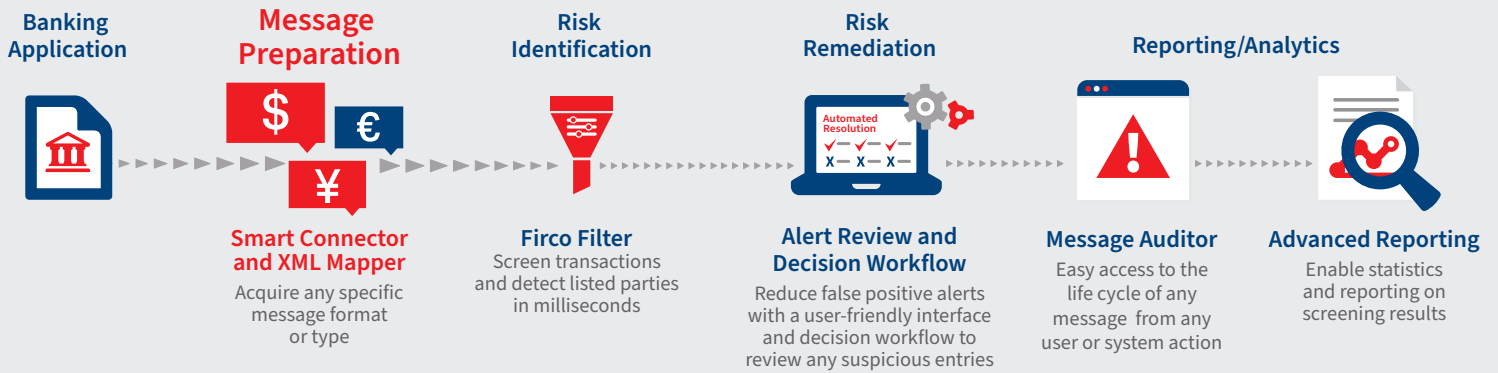 Banking
Application
Message
Preparation
$
€
¥
Smart Connector
and XML Mapper
Acquire any specific
message format
or type
Risk
Identification
Firco Filter
Screen transactions
and detect listed parties
in milliseconds
Risk
Remediation
Automated
Resolution
Alert Review and
Decision Workflow
Reduce false positive alerts
with a user-friendly interface
and decision workflow to
review any suspicious entries
Reporting/Analytics
Message Auditor
Easy access to the
life cycle of any
message from any
user or system action
Advanced Reporting
Enable statistics
and reporting on
screening results